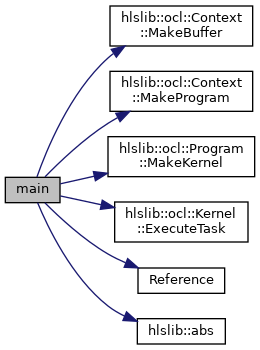 hlslib::ocl::Context
::MakeBuffer
hlslib::ocl::Context
::MakeProgram
hlslib::ocl::Program
::MakeKernel
main
hlslib::ocl::Kernel
::ExecuteTask
Reference
hlslib::abs